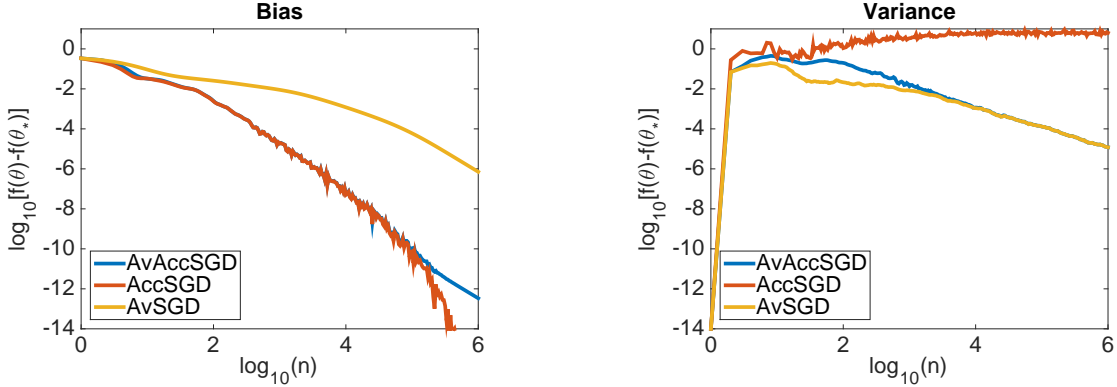 Bias
log10[f(θ)-f(θ*)]
0
-2
-4
-6
-8
-10
-12
-14
AvAccSGD
AccSGD
AvSGD
0 2 4 6
log10(n)
Variance
log10[f(θ)-f(θ*)]
0
-2
-4
-6
-8
-10
-12
-14
AvAccSGD
AccSGD
AvSGD
0 2 4 6
log10(n)